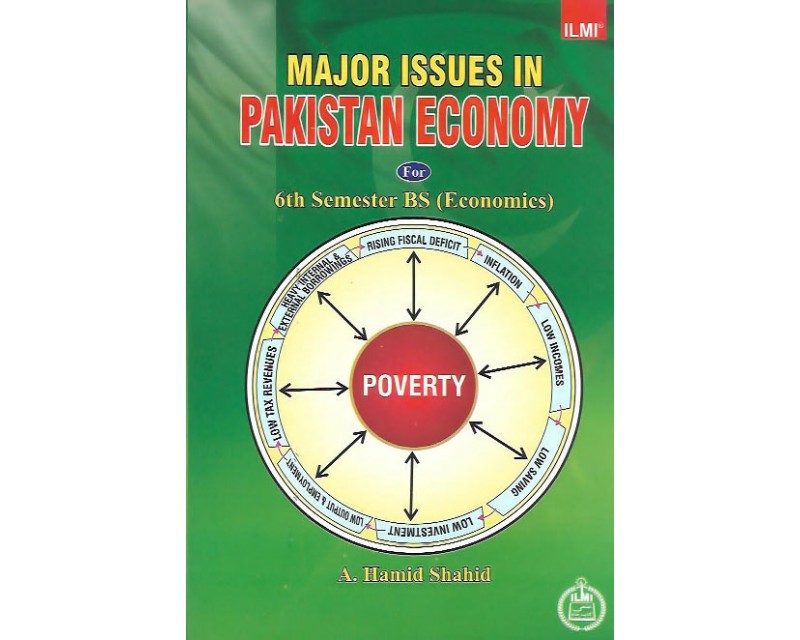 ILMI®
MAJOR ISSUES IN
PAKISTAN ECONOMY
For
6th Semester BS (Economics)
RISING FISCAL DEFICIT
INFLATION
LOW INCOMES
LOW SAVING
LOW INVESTMENT
LOW OUTPUT & EMPLOYMENT
LOW TAX REVENUES
HEAVY INTERNAL &
EXTERNAL BORROWINGS
POVERTY
A. Hamid Shahid
ILMI